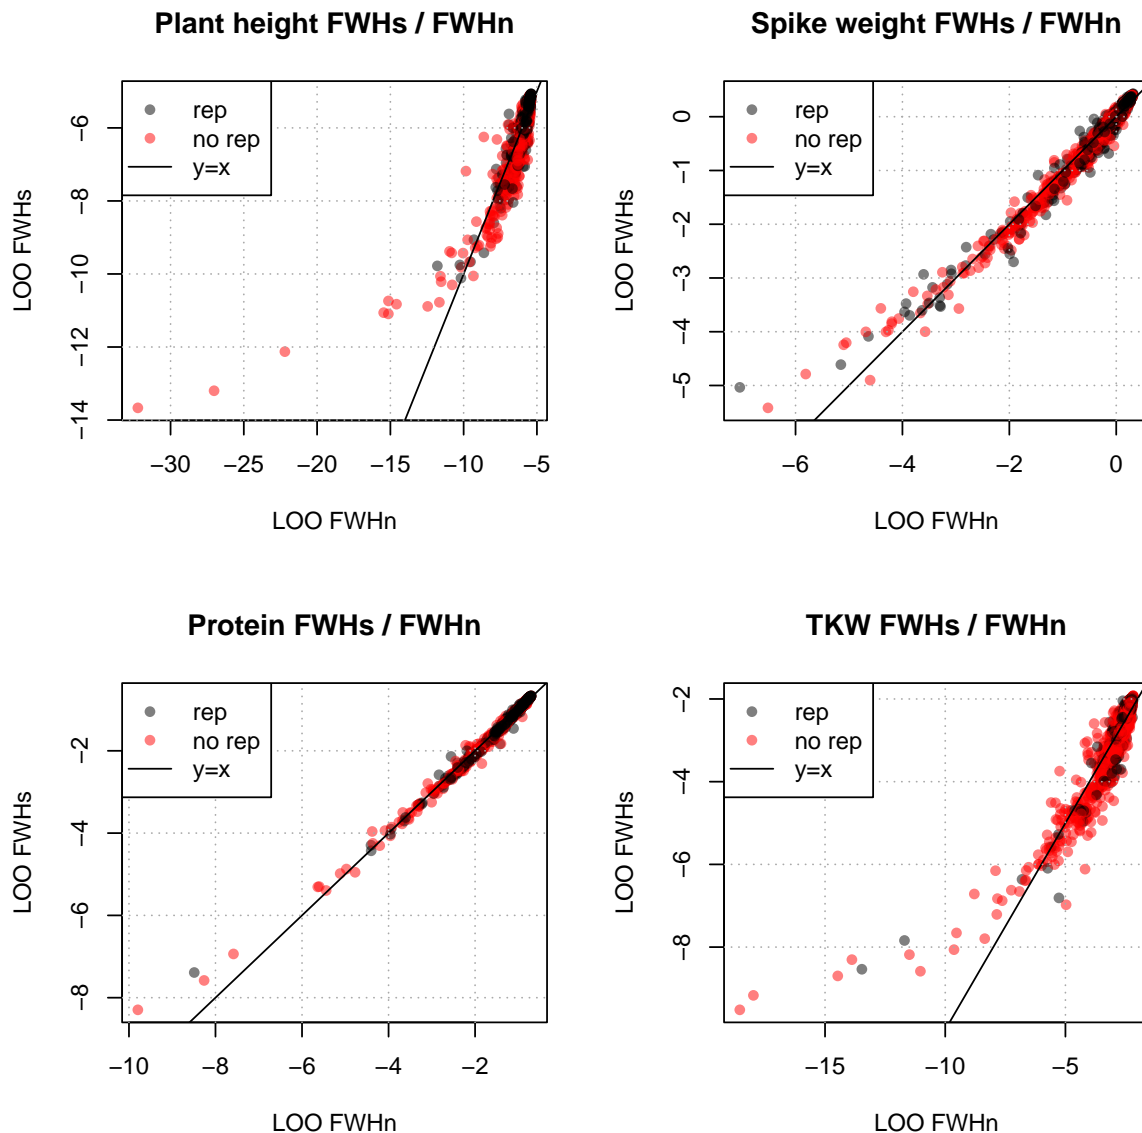 Plant height FWHs / FWHn
rep
no rep
y=x
LOO FWHs
−6
−8
−10
−12
−14
−30
−25
−20
−15
−10
−5
LOO FWHn
Spike weight FWHs / FWHn
rep
no rep
y=x
LOO FWHs
0
−1
−2
−3
−4
−5
−6
−4
−2
0
LOO FWHn
Protein FWHs / FWHn
rep
no rep
y=x
LOO FWHs
−2
−4
−6
−8
−10
−8
−6
−4
−2
LOO FWHn
TKW FWHs / FWHn
rep
no rep
y=x
LOO FWHs
−2
−4
−6
−8
−15
−10
−5
LOO FWHn